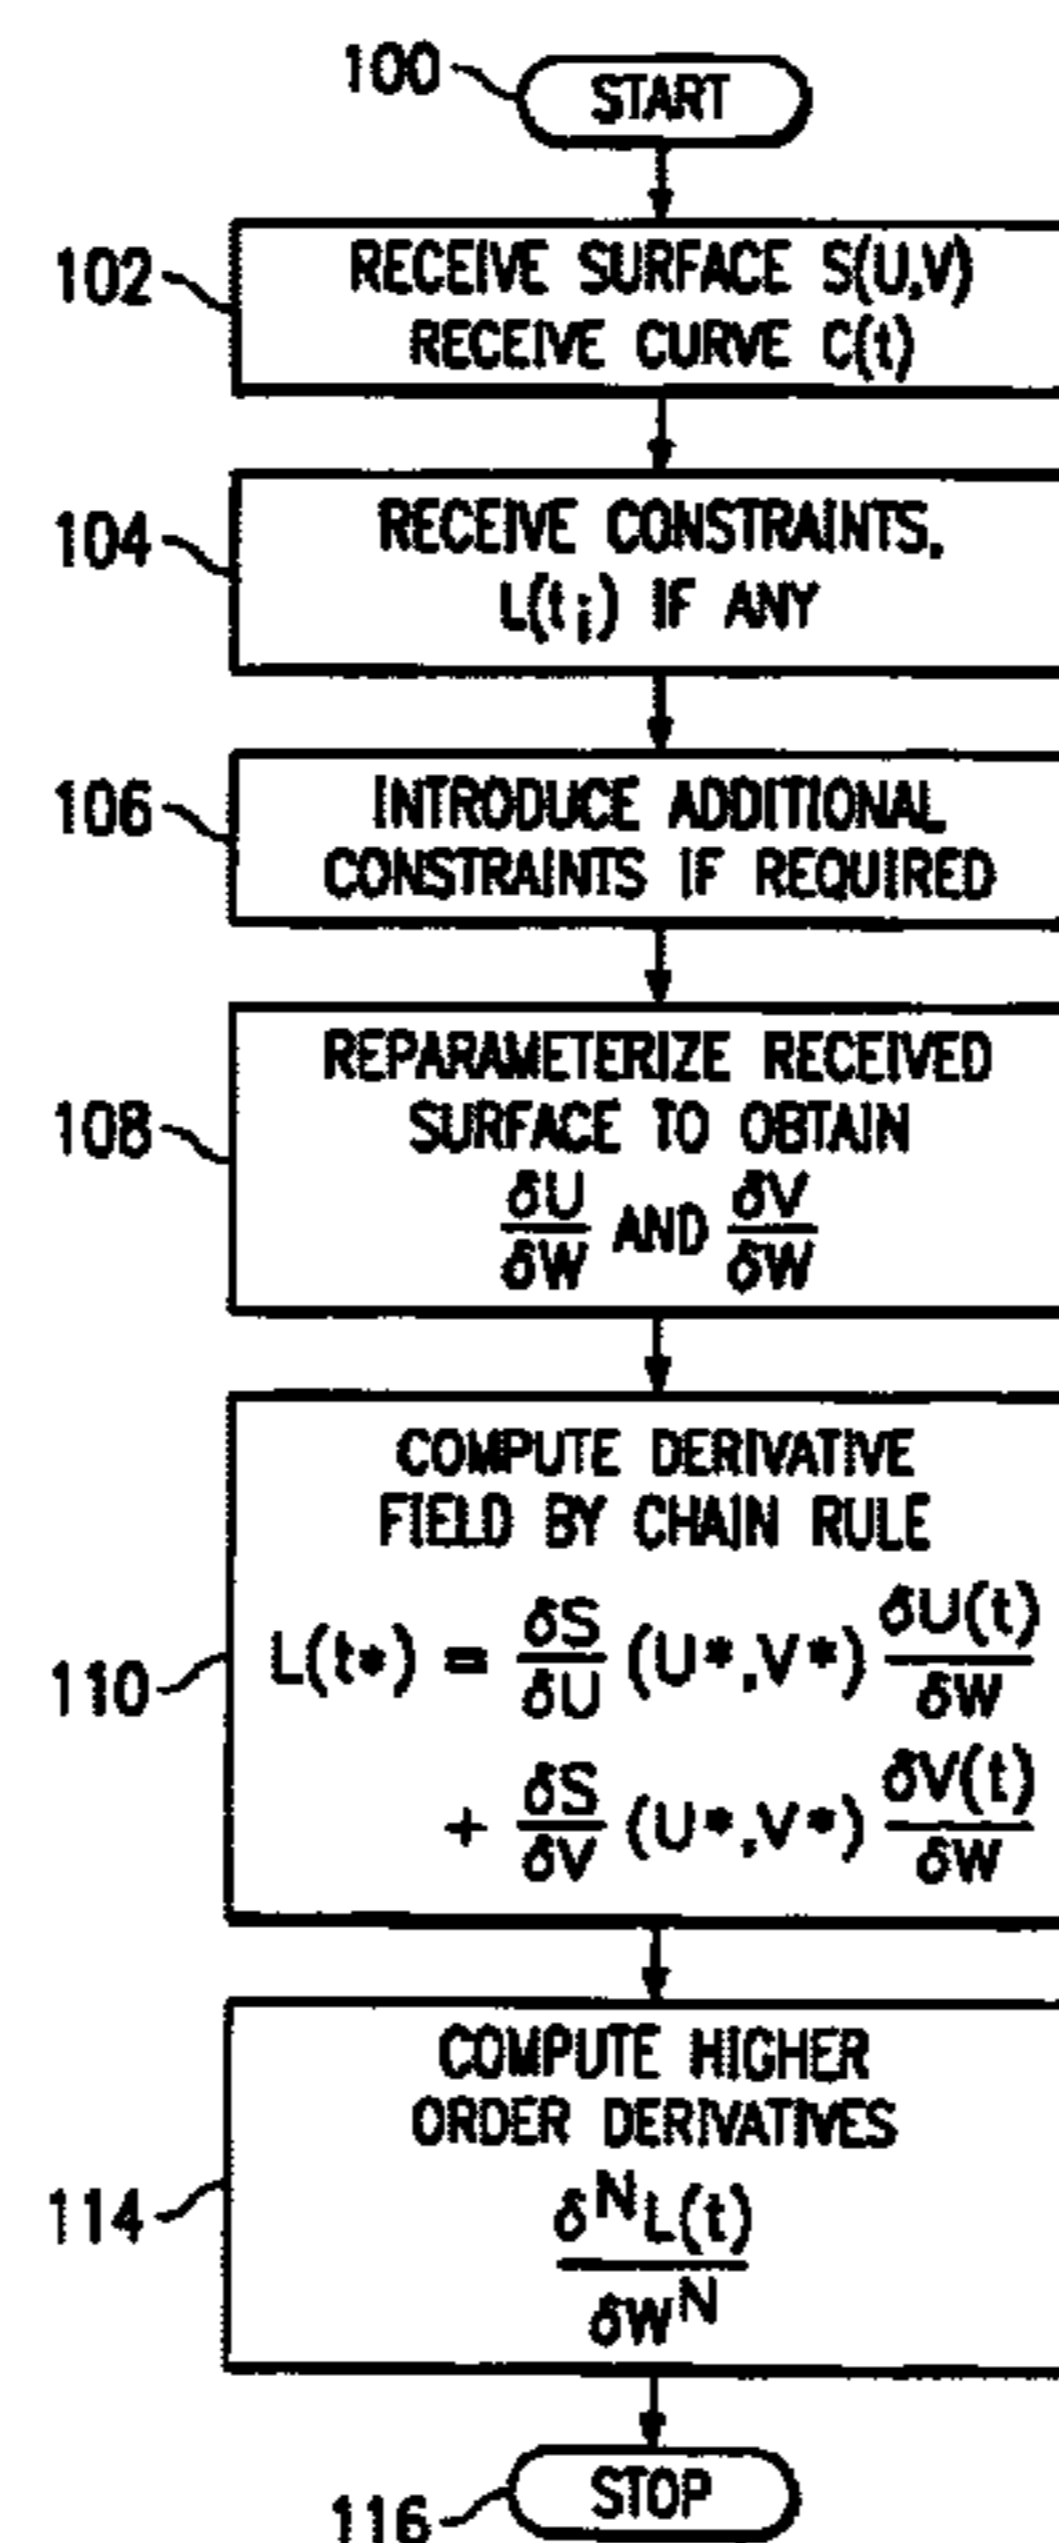 100 START
102 RECEIVE SURFACE S(U,V)
RECEIVE CURVE C(t)
104 RECEIVE CONSTRAINTS,
L(t_i) IF ANY
106 INTRODUCE ADDITIONAL
CONSTRAINTS IF REQUIRED
108 REPARAMETERIZE RECEIVED
SURFACE TO OBTAIN
δU/δW AND δV/δW
110 COMPUTE DERIVATIVE
FIELD BY CHAIN RULE
L(t*) = δS/δU (U*,V*) δU(t)/δW
+ δS/δV (U*,V*) δV(t)/δW
114 COMPUTE HIGHER
ORDER DERIVATIVES
δ^N L(t)/δW^N
116 STOP